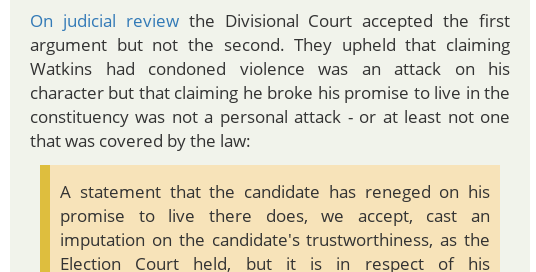 On judicial review the Divisional Court accepted the first
argument but not the second. They upheld that claiming
Watkins had condoned violence was an attack on his
character but that claiming he broke his promise to live in the
constituency was not a personal attack - or at least not one
that was covered by the law:
A statement that the candidate has reneged on his
promise to live there does, we accept, cast an
imputation on the candidate's trustworthiness, as the
Election Court held, but it is in respect of his